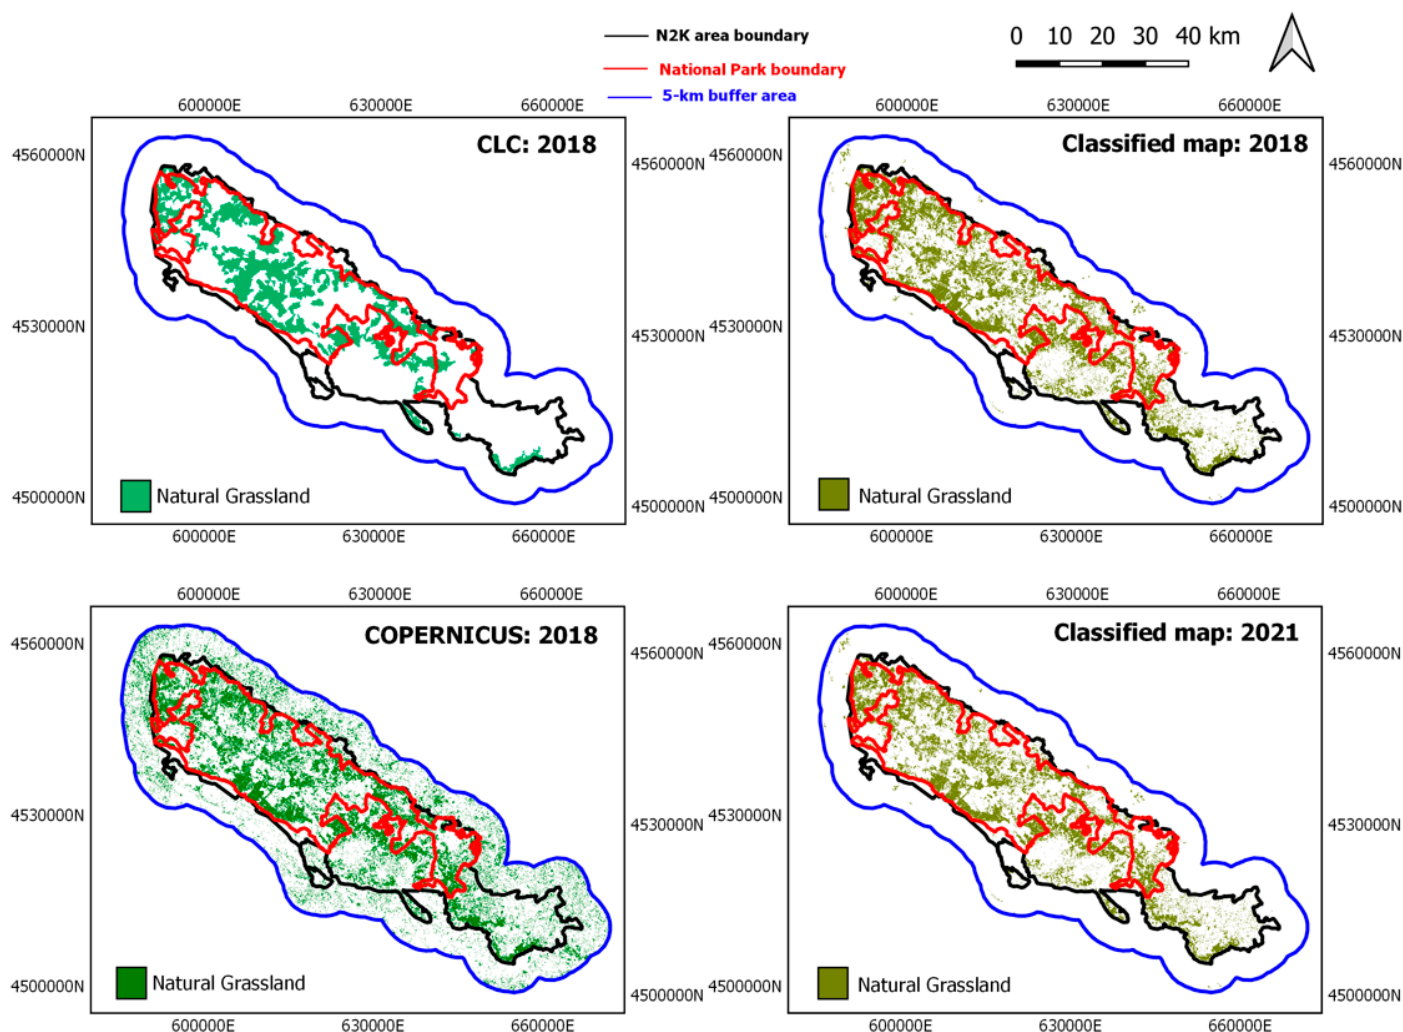 N2K area boundary
National Park boundary
5-km buffer area
0 10 20 30 40 km
600000E 630000E 660000E
600000E 630000E 660000E
CLC: 2018
Classified map: 2018
4560000N
4560000N
4560000N
4560000N
4530000N
4530000N
4530000N
4530000N
4500000N
4500000N
4500000N
4500000N
Natural Grassland
Natural Grassland
600000E 630000E 660000E
600000E 630000E 660000E
600000E 630000E 660000E
600000E 630000E 660000E
COPERNICUS: 2018
Classified map: 2021
4560000N
4560000N
4560000N
4560000N
4530000N
4530000N
4530000N
4530000N
4500000N
4500000N
4500000N
4500000N
Natural Grassland
Natural Grassland
600000E 630000E 660000E
600000E 630000E 660000E